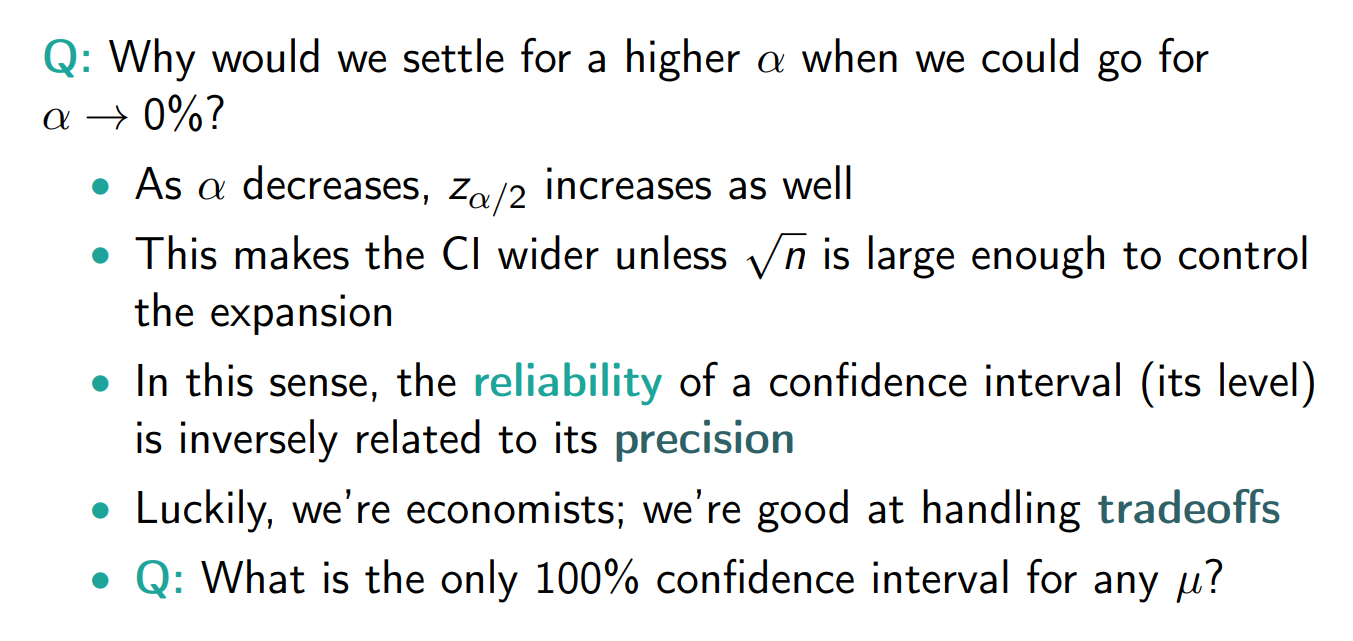 Q: Why would we settle for a higher α when we could go for
α → 0%?
• As α decreases, z_{α/2} increases as well
• This makes the CI wider unless √n is large enough to control
the expansion
• In this sense, the reliability of a confidence interval (its level)
is inversely related to its precision
• Luckily, we're economists; we're good at handling tradeoffs
• Q: What is the only 100% confidence interval for any μ?